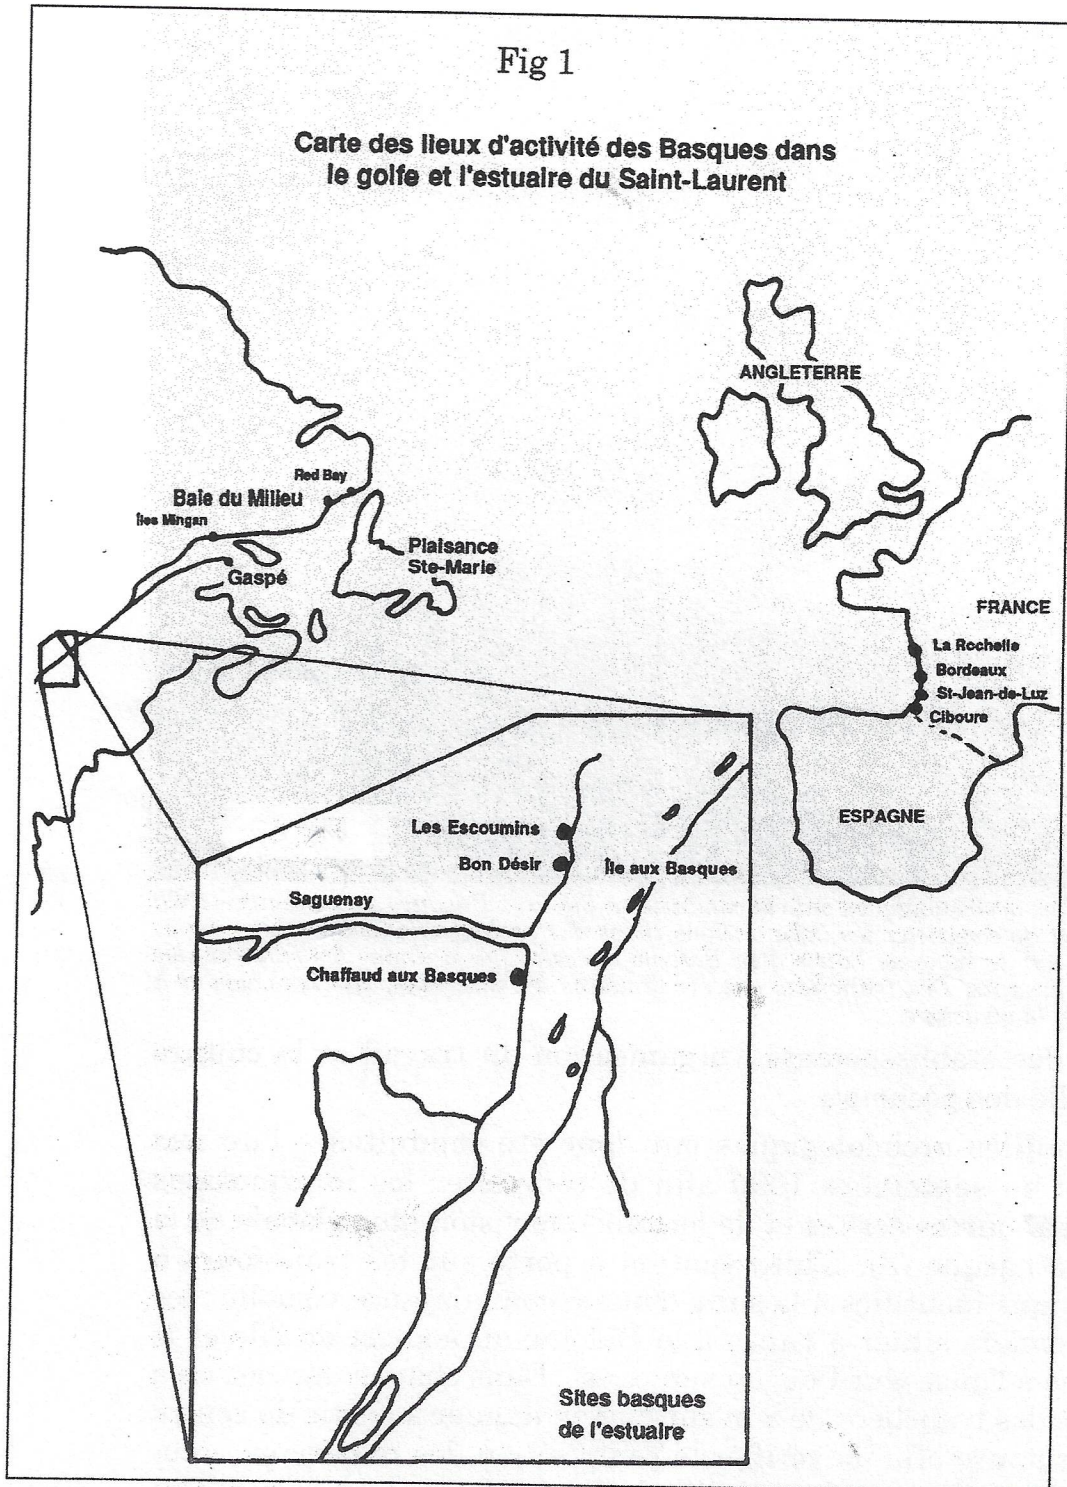 Fig 1
Carte des lieux d'activité des Basques dans
le golfe et l'estuaire du Saint-Laurent
ANGLETERRE
Red Bay
Baie du Milieu
Îles Mingan
Plaisance
Ste-Marie
Gaspé
FRANCE
La Rochelle
Bordeaux
St-Jean-de-Luz
Ciboure
ESPAGNE
Les Escoumins
Bon Désir
Île aux Basques
Saguenay
Chaffaud aux Basques
Sites basques
de l'estuaire